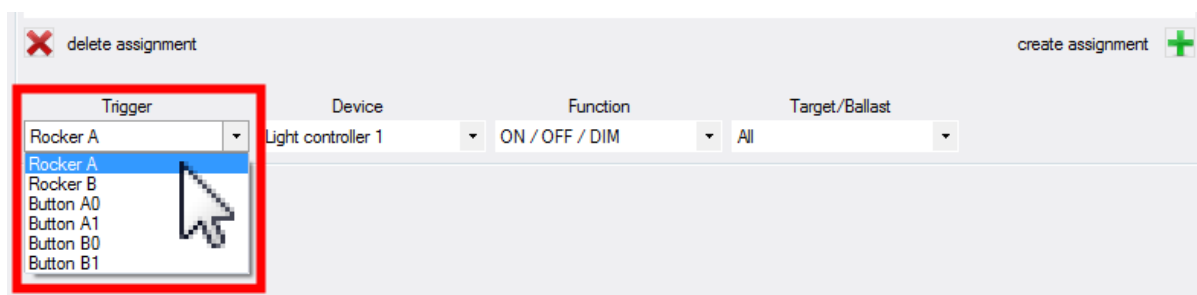 delete assignment
create assignment
Trigger
Device
Function
Target/Ballast
Rocker A
Light controller 1
ON / OFF / DIM
All
Rocker A
Rocker B
Button A0
Button A1
Button B0
Button B1